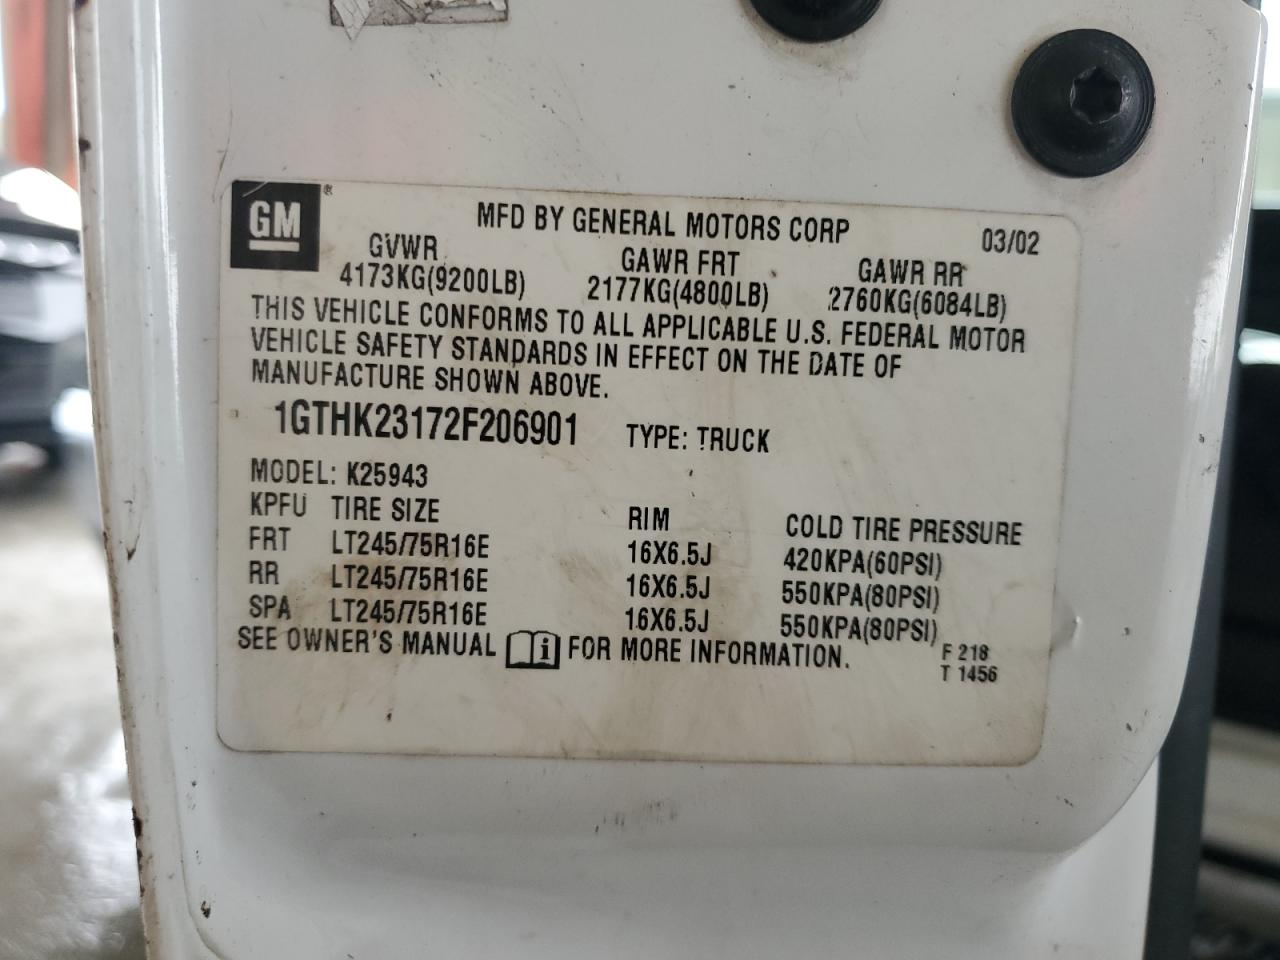 GM ®
MFD BY GENERAL MOTORS CORP 03/02
GVWR GAWR FRT GAWR RR
4173KG(9200LB) 2177KG(4800LB) 2760KG(6084LB)
THIS VEHICLE CONFORMS TO ALL APPLICABLE U.S. FEDERAL MOTOR
VEHICLE SAFETY STANDARDS IN EFFECT ON THE DATE OF
MANUFACTURE SHOWN ABOVE.
1GTHK23172F206901 TYPE: TRUCK
MODEL: K25943
KPFU TIRE SIZE RIM COLD TIRE PRESSURE
FRT LT245/75R16E 16X6.5J 420KPA(60PSI)
RR LT245/75R16E 16X6.5J 550KPA(80PSI)
SPA LT245/75R16E 16X6.5J 550KPA(80PSI)
SEE OWNER'S MANUAL i FOR MORE INFORMATION.
F 218
T 1456